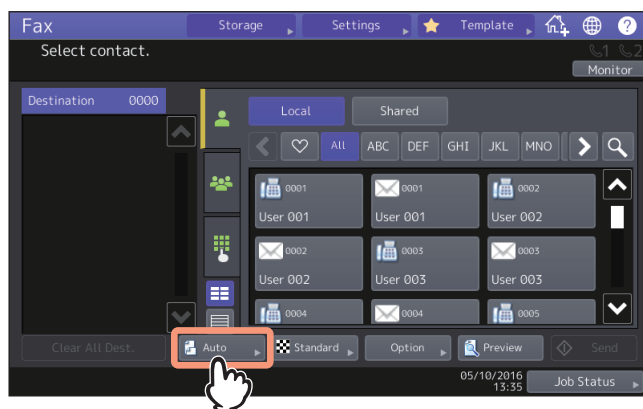 Fax Storage Settings Template ?
Select contact.
1 2
Monitor
Destination 0000
Local Shared
All ABC DEF GHI JKL MNO
0001 0001 0002
User 001 User 001 User 002
0002 0003 0003
User 002 User 003 User 003
0004 0004 0005
Clear All Dest. Auto Standard Option Preview Send
05/10/2016
13:35
Job Status